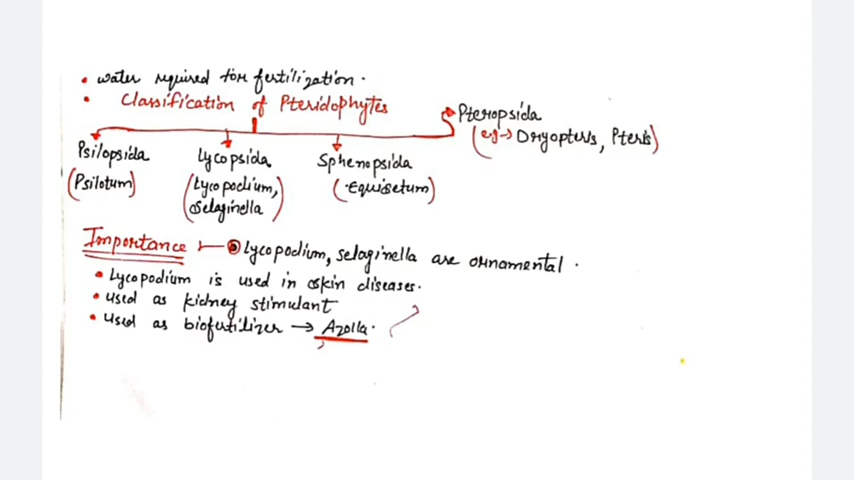 • water required for fertilization.
• Classification of Pteridophytes
Psilopsida
(Psilotum)
Lycopsida
(Lycopodium,
Selaginella)
Sphenopsida
(Equisetum)
Pteropsida
(eg → Dryopteris, Pteris)
Importance Lycopodium, selaginella are ornamental.
• Lycopodium is used in skin diseases.
• used as kidney stimulant
• used as biofertilizer → Azolla.